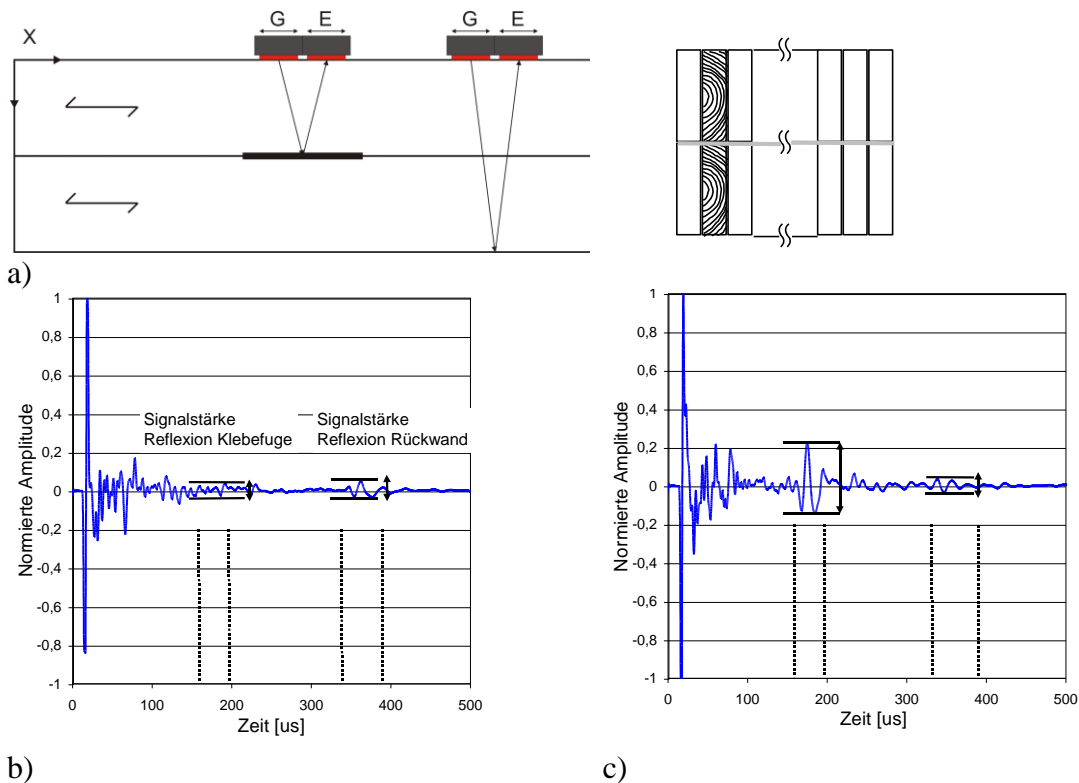 G E G E
X
a)
1
0,8
0,6
0,4
0,2
0
-0,2
-0,4
-0,6
-0,8
-1
Normierte Amplitude
Signalstärke
Reflexion Klebefuge
Signalstärke
Reflexion Rückwand
0 100 200 300 400 500
Zeit [us]
b)
1
0,8
0,6
0,4
0,2
0
-0,2
-0,4
-0,6
-0,8
-1
Normierte Amplitude
0 100 200 300 400 500
Zeit [us]
c)